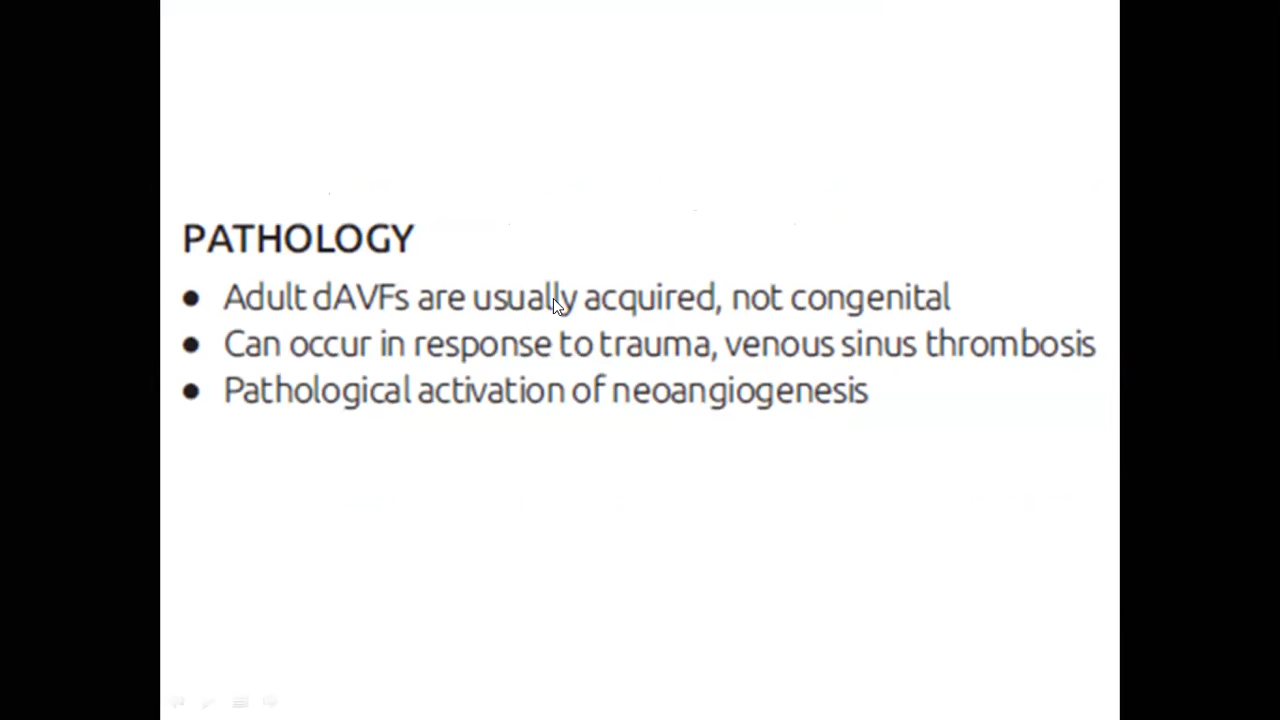 PATHOLOGY
● Adult dAVFs are usually acquired, not congenital
● Can occur in response to trauma, venous sinus thrombosis
● Pathological activation of neoangiogenesis